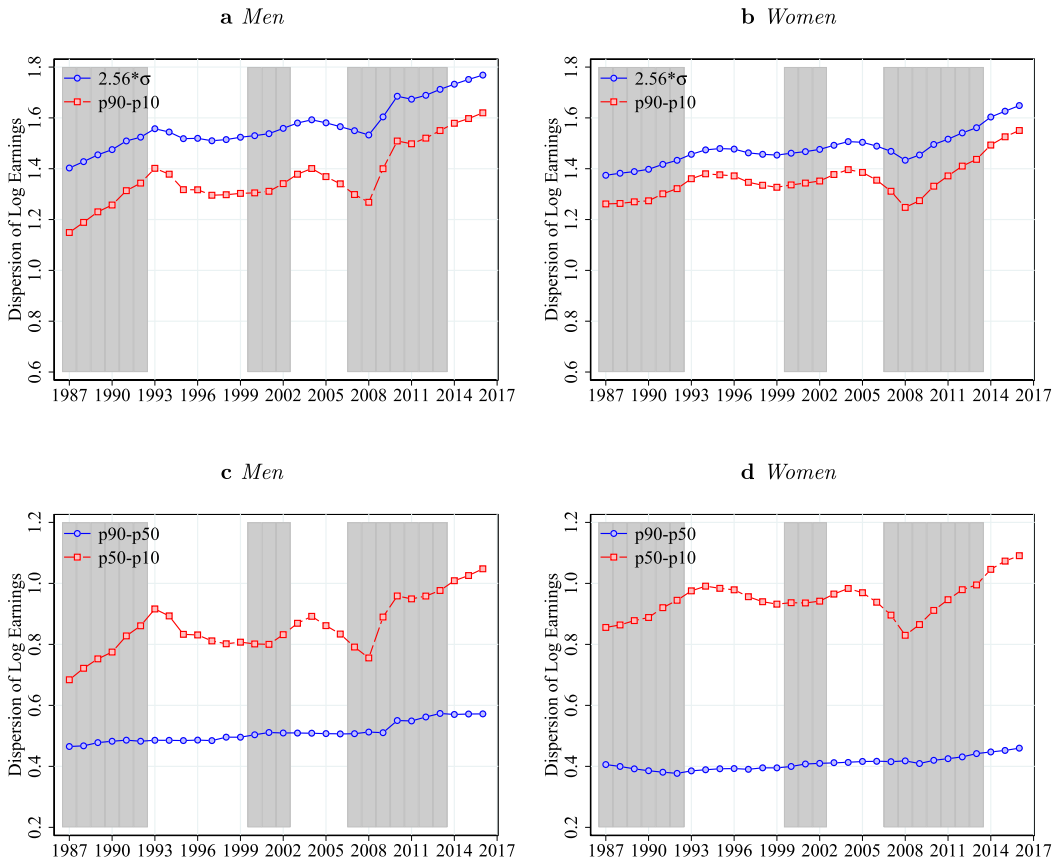 a Men
2.56*σ
p90-p10
Dispersion of Log Earnings
0.6 0.8 1.0 1.2 1.4 1.6 1.8
1987 1990 1993 1996 1999 2002 2005 2008 2011 2014 2017
b Women
2.56*σ
p90-p10
Dispersion of Log Earnings
0.6 0.8 1.0 1.2 1.4 1.6 1.8
1987 1990 1993 1996 1999 2002 2005 2008 2011 2014 2017
c Men
p90-p50
p50-p10
Dispersion of Log Earnings
0.2 0.4 0.6 0.8 1.0 1.2
1987 1990 1993 1996 1999 2002 2005 2008 2011 2014 2017
d Women
p90-p50
p50-p10
Dispersion of Log Earnings
0.2 0.4 0.6 0.8 1.0 1.2
1987 1990 1993 1996 1999 2002 2005 2008 2011 2014 2017